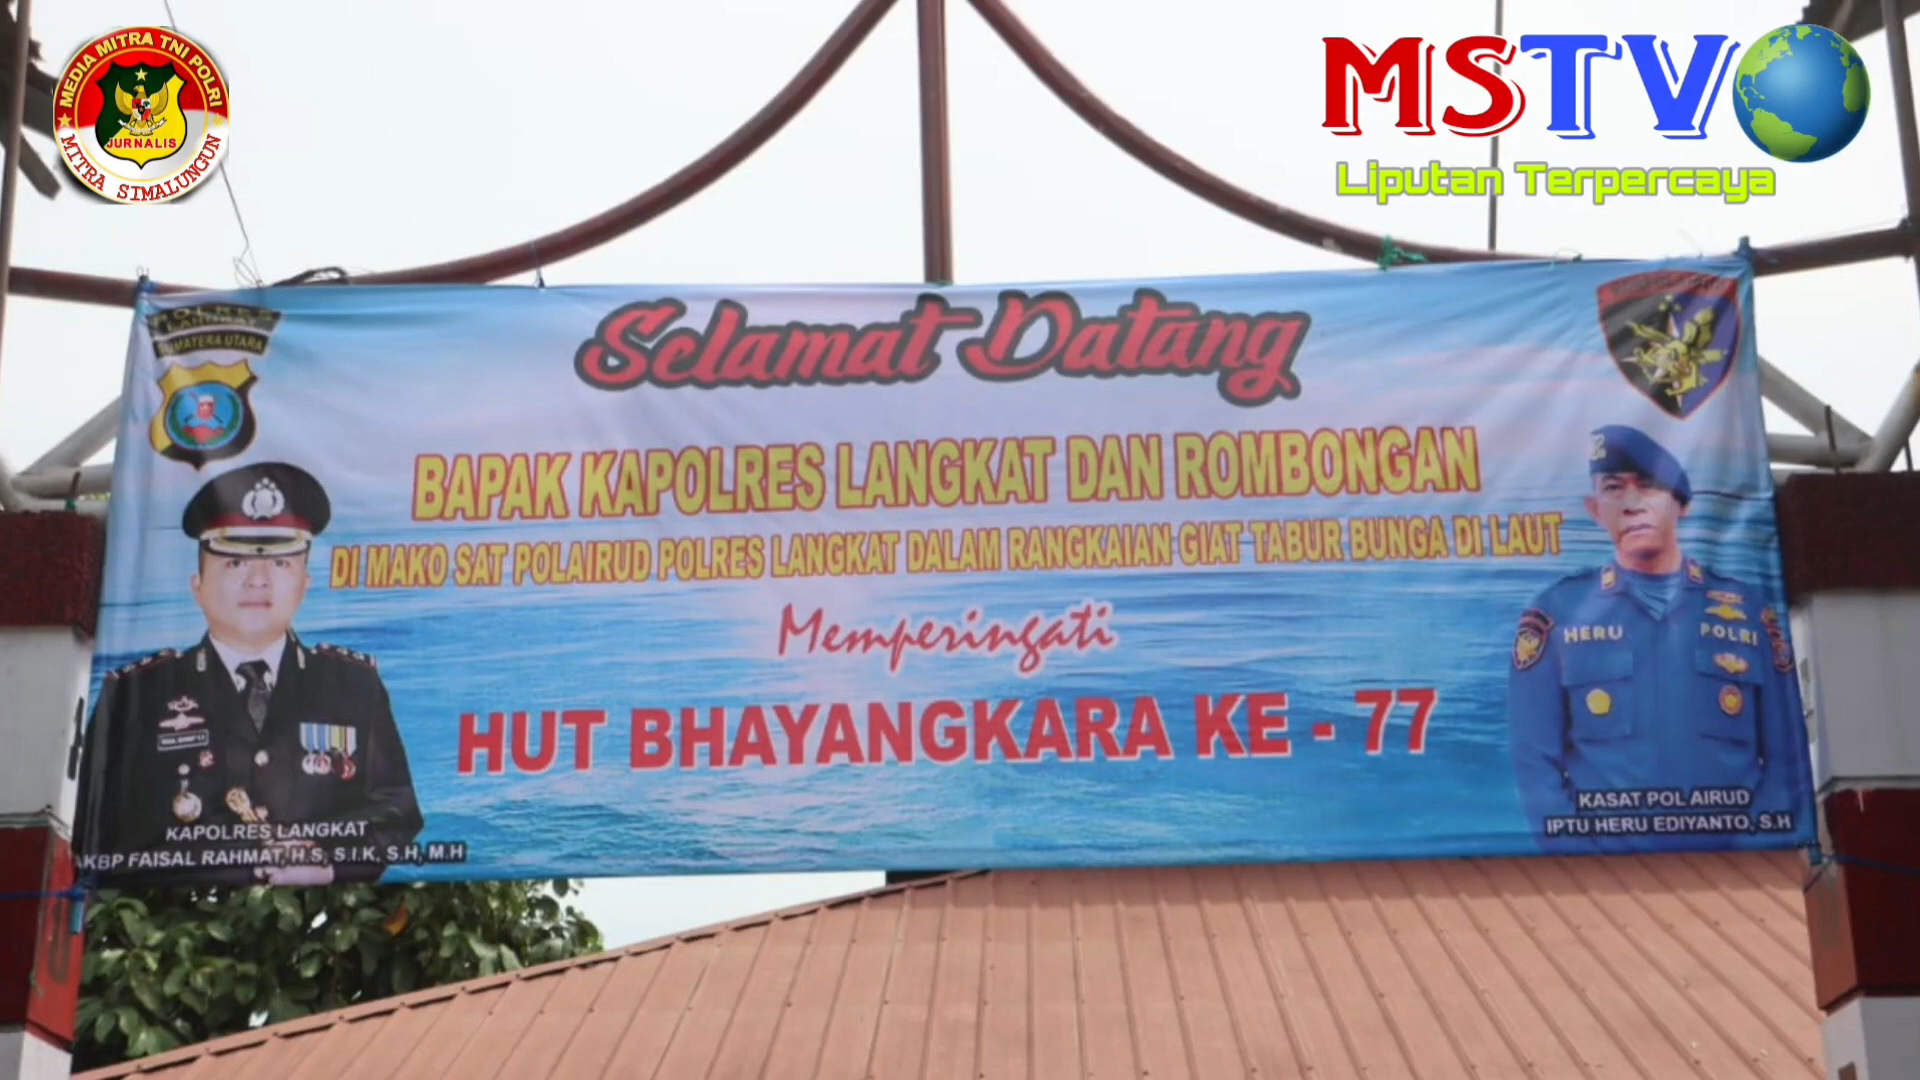 MEDIA MITRA TNI POLRI
JURNALIS
MITRA SIMALUNGUN
MSTV
Liputan Terpercaya
POLRES
LANGKAT
SUMATERA UTARA
Selamat Datang
BAPAK KAPOLRES LANGKAT DAN ROMBONGAN
DI MAKO SAT POLAIRUD POLRES LANGKAT DALAM RANGKAIAN GIAT TABUR BUNGA DI LAUT
Memperingati
HUT BHAYANGKARA KE - 77
HERU
POLRI
KAPOLRES LANGKAT
AKBP FAISAL RAHMAT, H.S, S.I.K, S.H, M.H
KASAT POL AIRUD
IPTU HERU EDIYANTO, S.H